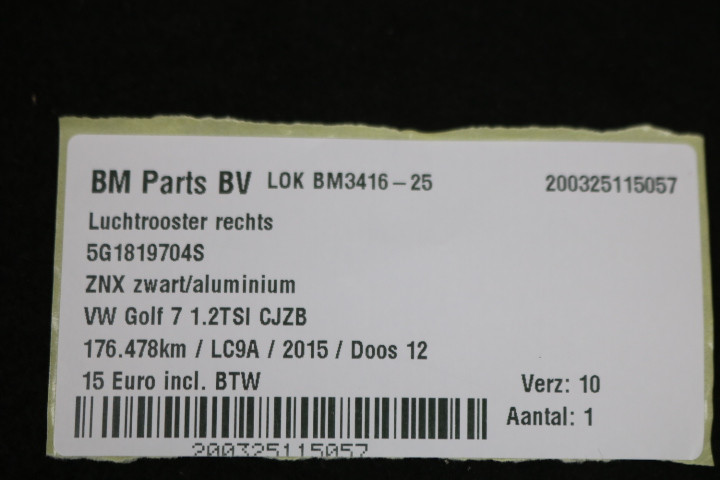 BM Parts BV LOK BM3416-25 200325115057
Luchtrooster rechts
5G1819704S
ZNX zwart/aluminium
VW Golf 7 1.2TSI CJZB
176.478km / LC9A / 2015 / Doos 12
15 Euro incl. BTW Verz: 10
Aantal: 1
200325115057